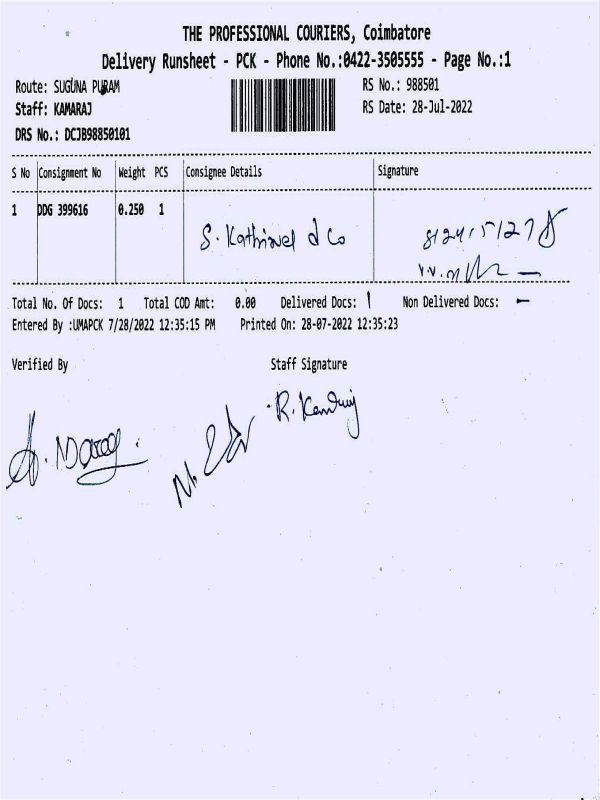 THE PROFESSIONAL COURIERS, Coimbatore
Delivery Runsheet - PCK - Phone No.:0422-3505555 - Page No.:1
Route: SUGUNA PURAM RS No.: 988501
Staff: KAMARAJ RS Date: 28-Jul-2022
DRS No.: DCJB98850101
S No Consignment No Weight PCS Consignee Details Signature
1 DDG 399616 0.250 1
S. Kathirvel & Co
Total No. Of Docs: 1 Total COD Amt: 0.00 Delivered Docs: 1 Non Delivered Docs: -
Entered By :UMAPCK 7/28/2022 12:35:15 PM Printed On: 28-07-2022 12:35:23
Verified By Staff Signature